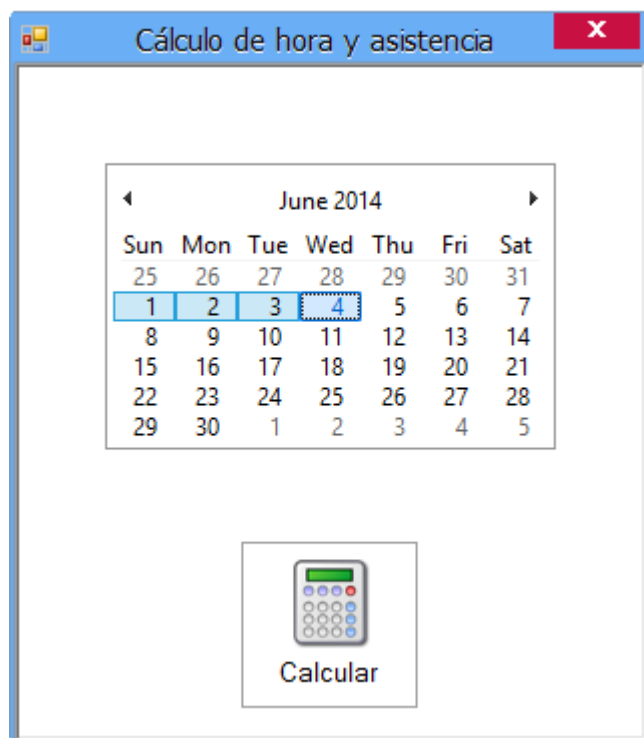 Cálculo de hora y asistencia
x
June 2014
Sun Mon Tue Wed Thu Fri Sat
25 26 27 28 29 30 31
1 2 3 4 5 6 7
8 9 10 11 12 13 14
15 16 17 18 19 20 21
22 23 24 25 26 27 28
29 30 1 2 3 4 5
Calcular